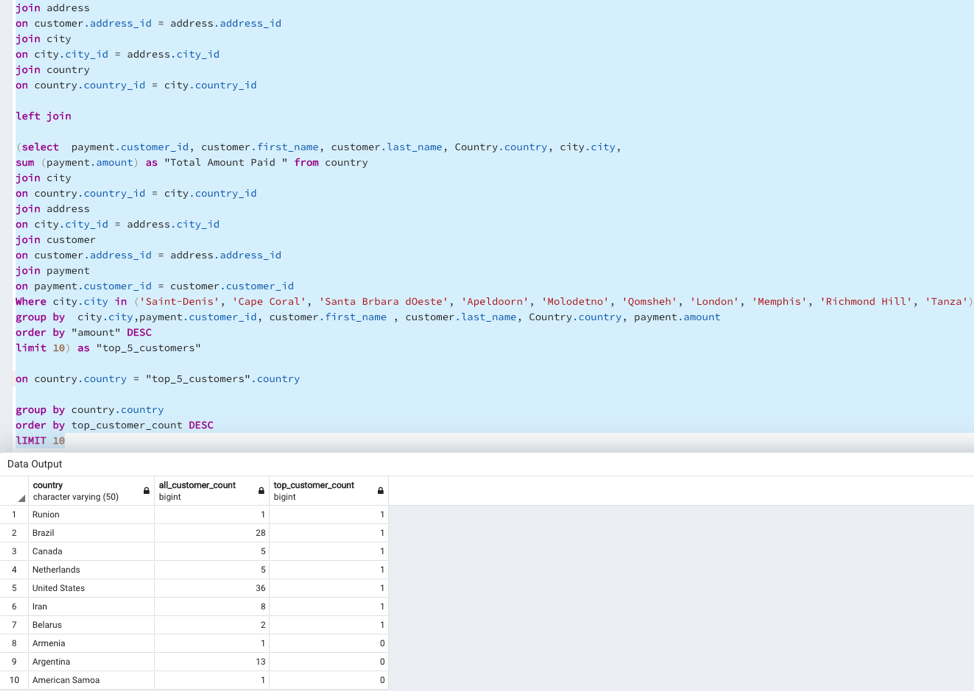 join address
on customer.address_id = address.address_id
join city
on city.city_id = address.city_id
join country
on country.country_id = city.country_id
left join
(select  payment.customer_id, customer.first_name, customer.last_name, Country.country, city.city,
sum (payment.amount) as "Total Amount Paid " from country
join city
on country.country_id = city.country_id
join address
on city.city_id = address.city_id
join customer
on customer.address_id = address.address_id
join payment
on payment.customer_id = customer.customer_id
Where city.city in ('Saint-Denis', 'Cape Coral', 'Santa Brbara dOeste', 'Apeldoorn', 'Molodetno', 'Qomsheh', 'London', 'Memphis', 'Richmond Hill', 'Tanza')
group by  city.city,payment.customer_id, customer.first_name , customer.last_name, Country.country, payment.amount
order by "amount" DESC
limit 10) as "top_5_customers"
on country.country = "top_5_customers".country
group by country.country
order by top_customer_count DESC
lIMIT 10
Data Output
country all_customer_count top_customer_count
character varying (50) bigint bigint
1 Runion 1 1
2 Brazil 28 1
3 Canada 5 1
4 Netherlands 5 1
5 United States 36 1
6 Iran 8 1
7 Belarus 2 1
8 Armenia 1 0
9 Argentina 13 0
10 American Samoa 1 0